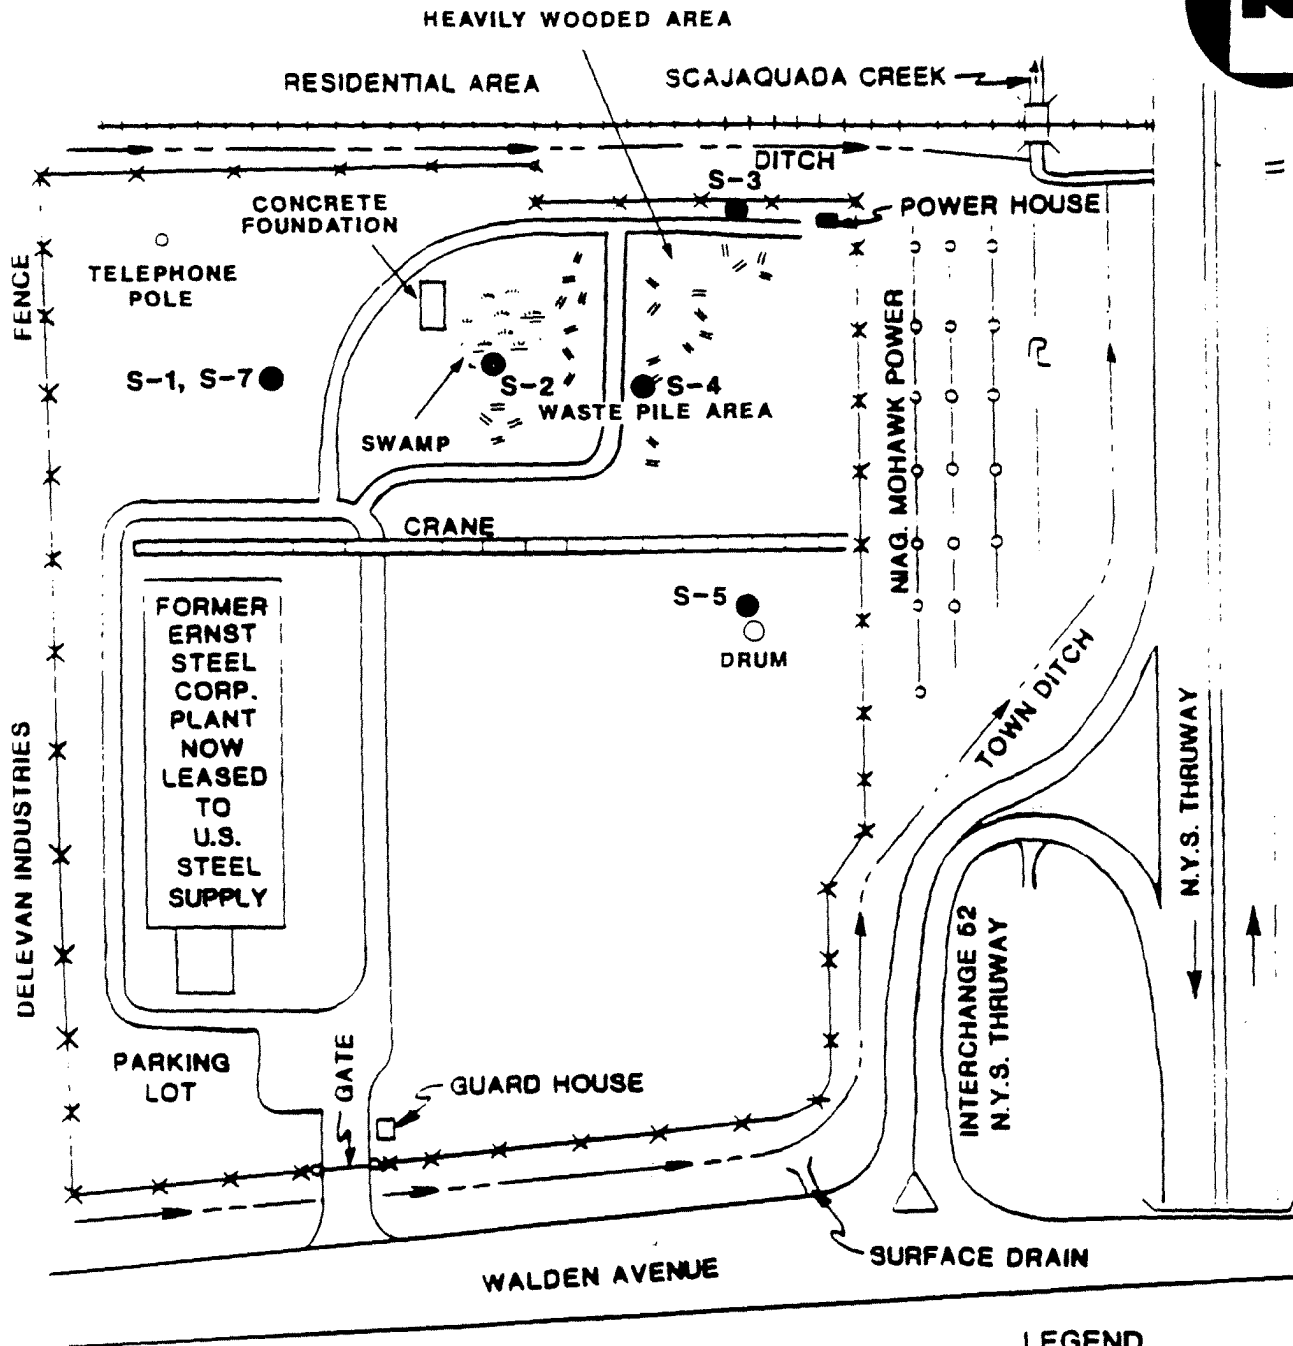 HEAVILY WOODED AREA
RESIDENTIAL AREA
SCAJAQUADA CREEK
DITCH
S-3
CONCRETE
FOUNDATION
POWER HOUSE
TELEPHONE
POLE
FENCE
S-1, S-7
S-2
S-4
WASTE PILE AREA
SWAMP
NIAG. MOHAWK POWER
CRANE
S-5
DRUM
FORMER
ERNST
STEEL
CORP.
PLANT
NOW
LEASED
TO
U.S.
STEEL
SUPPLY
TOWN DITCH
N.Y.S. THRUWAY
DELEVAN INDUSTRIES
INTERCHANGE 52
N.Y.S. THRUWAY
PARKING
LOT
GATE
GUARD HOUSE
SURFACE DRAIN
WALDEN AVENUE
LEGEND